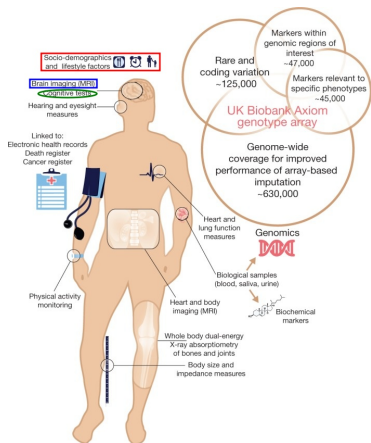 Socio-demographics
and lifestyle factors
Brain imaging (MRI)
Cognitive tests
Hearing and eyesight
measures
Linked to:
Electronic health records
Death register
Cancer register
Physical activity
monitoring
Heart and
lung function
measures
Heart and body
imaging (MRI)
Whole body dual-energy
X-ray absorptiometry
of bones and joints
Body size and
impedance measures
Biological samples
(blood, saliva, urine)
Genomics
Biochemical
markers
Rare and
coding variation
~125,000
Markers within
genomic regions of
interest
~47,000
Markers relevant to
specific phenotypes
~45,000
UK Biobank Axiom
genotype array
Genome-wide
coverage for improved
performance of array-based
imputation
~630,000